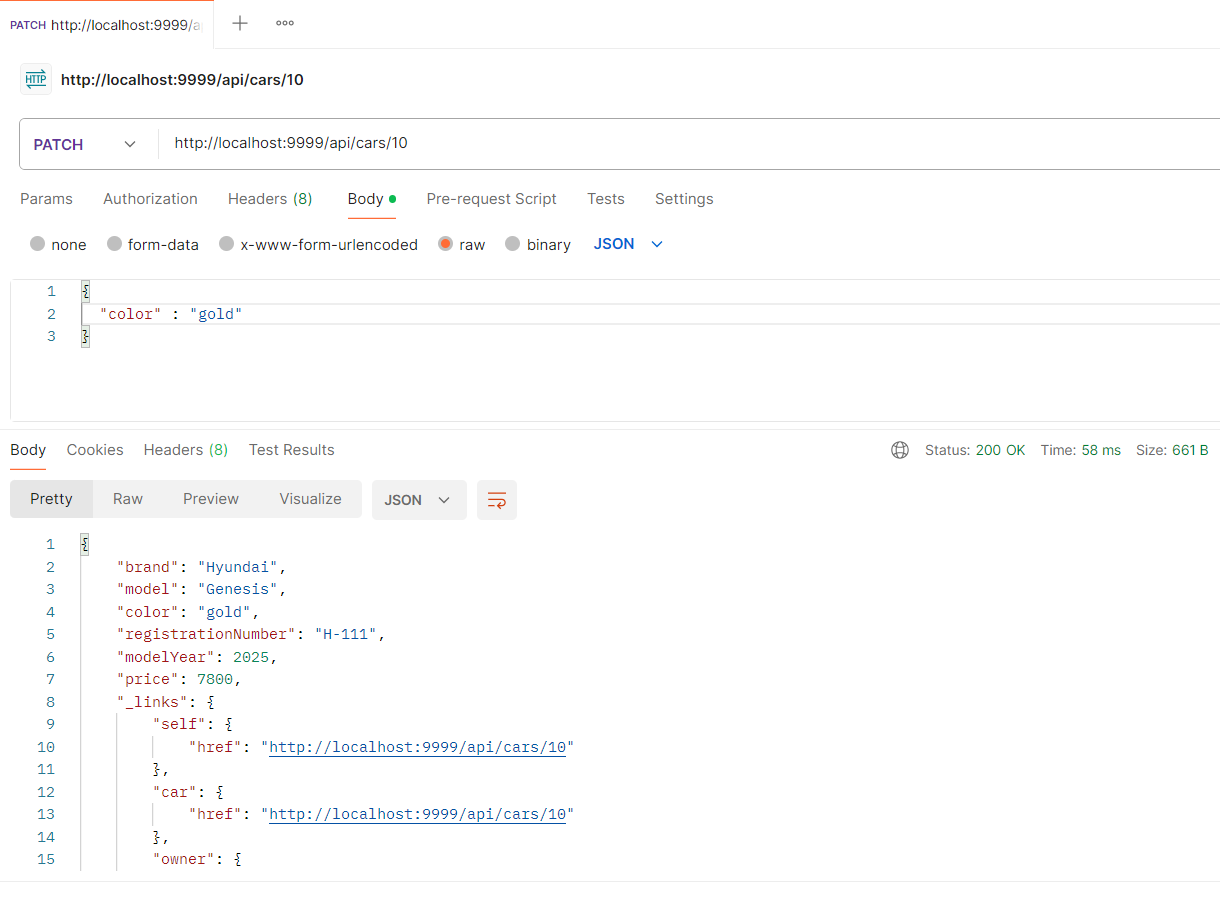 PATCH http://localhost:9999/a
HTTP http://localhost:9999/api/cars/10
PATCH http://localhost:9999/api/cars/10
Params Authorization Headers (8) Body Pre-request Script Tests Settings
none form-data x-www-form-urlencoded raw binary JSON
1 {
2 "color" : "gold"
3 }
Body Cookies Headers (8) Test Results Status: 200 OK Time: 58 ms Size: 661 B
Pretty Raw Preview Visualize JSON
1 {
2 "brand": "Hyundai",
3 "model": "Genesis",
4 "color": "gold",
5 "registrationNumber": "H-111",
6 "modelYear": 2025,
7 "price": 7800,
8 "_links": {
9 "self": {
10 "href": "http://localhost:9999/api/cars/10"
11 },
12 "car": {
13 "href": "http://localhost:9999/api/cars/10"
14 },
15 "owner": {